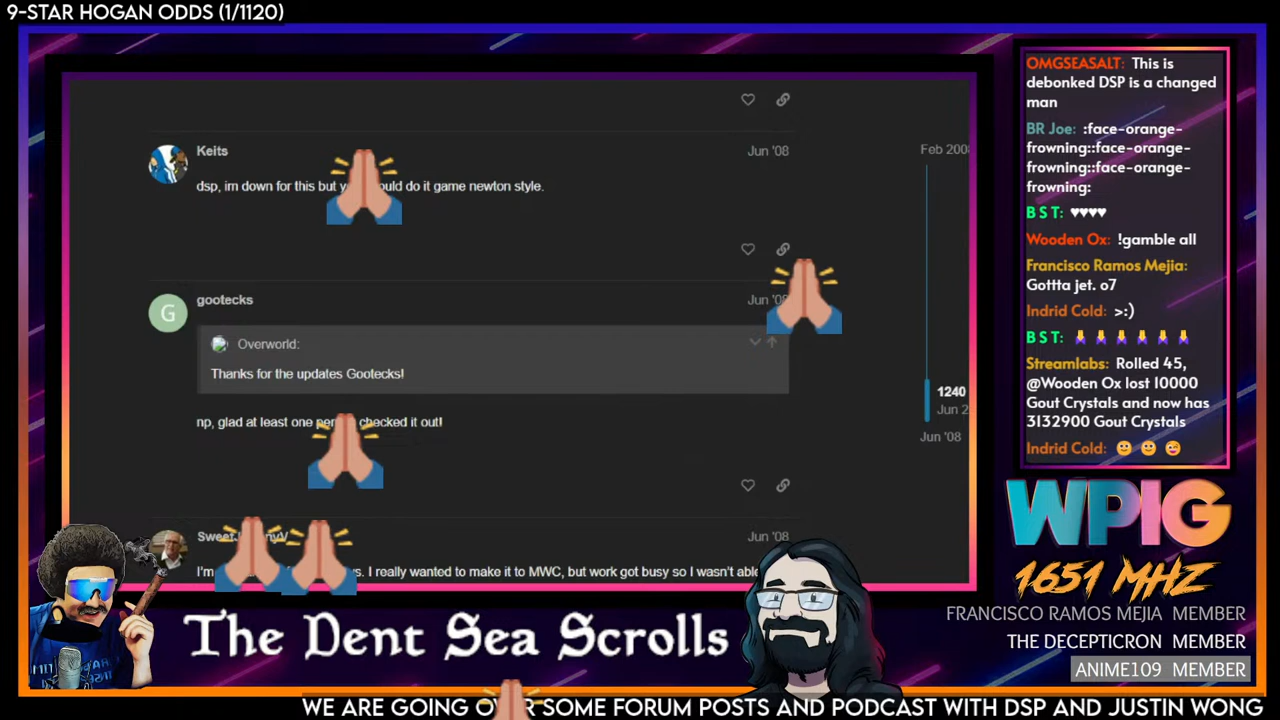 9-STAR HOGAN ODDS (1/1120)
Keits
Jun '08
dsp, im down for this but ould do it game newton style.
G
gootecks
Jun '08
Overworld:
Thanks for the updates Gootecks!
np, glad at least one checked it out!
Jun '08
I'm I really wanted to make it to MWC, but work got busy so I wasn't able
Feb 2008
1240
Jun 2
Jun '08
OMGSEASALT: This is
debonked DSP is a changed
man
BR Joe: :face-orange-
frowning::face-orange-
frowning::face-orange-
frowning:
B S T: ♥♥♥♥
Wooden Ox: !gamble all
Francisco Ramos Mejia:
Gottta jet. o7
Indrid Cold: >:)
B S T:
Streamlabs: Rolled 45,
@Wooden Ox lost 10000
Gout Crystals and now has
3132900 Gout Crystals
Indrid Cold:
WPIG
1651 MHZ
FRANCISCO RAMOS MEJIA MEMBER
THE DECEPTICRON MEMBER
ANIME109 MEMBER
The Dent Sea Scrolls
WE ARE GOING OVER SOME FORUM POSTS AND PODCAST WITH DSP AND JUSTIN WONG